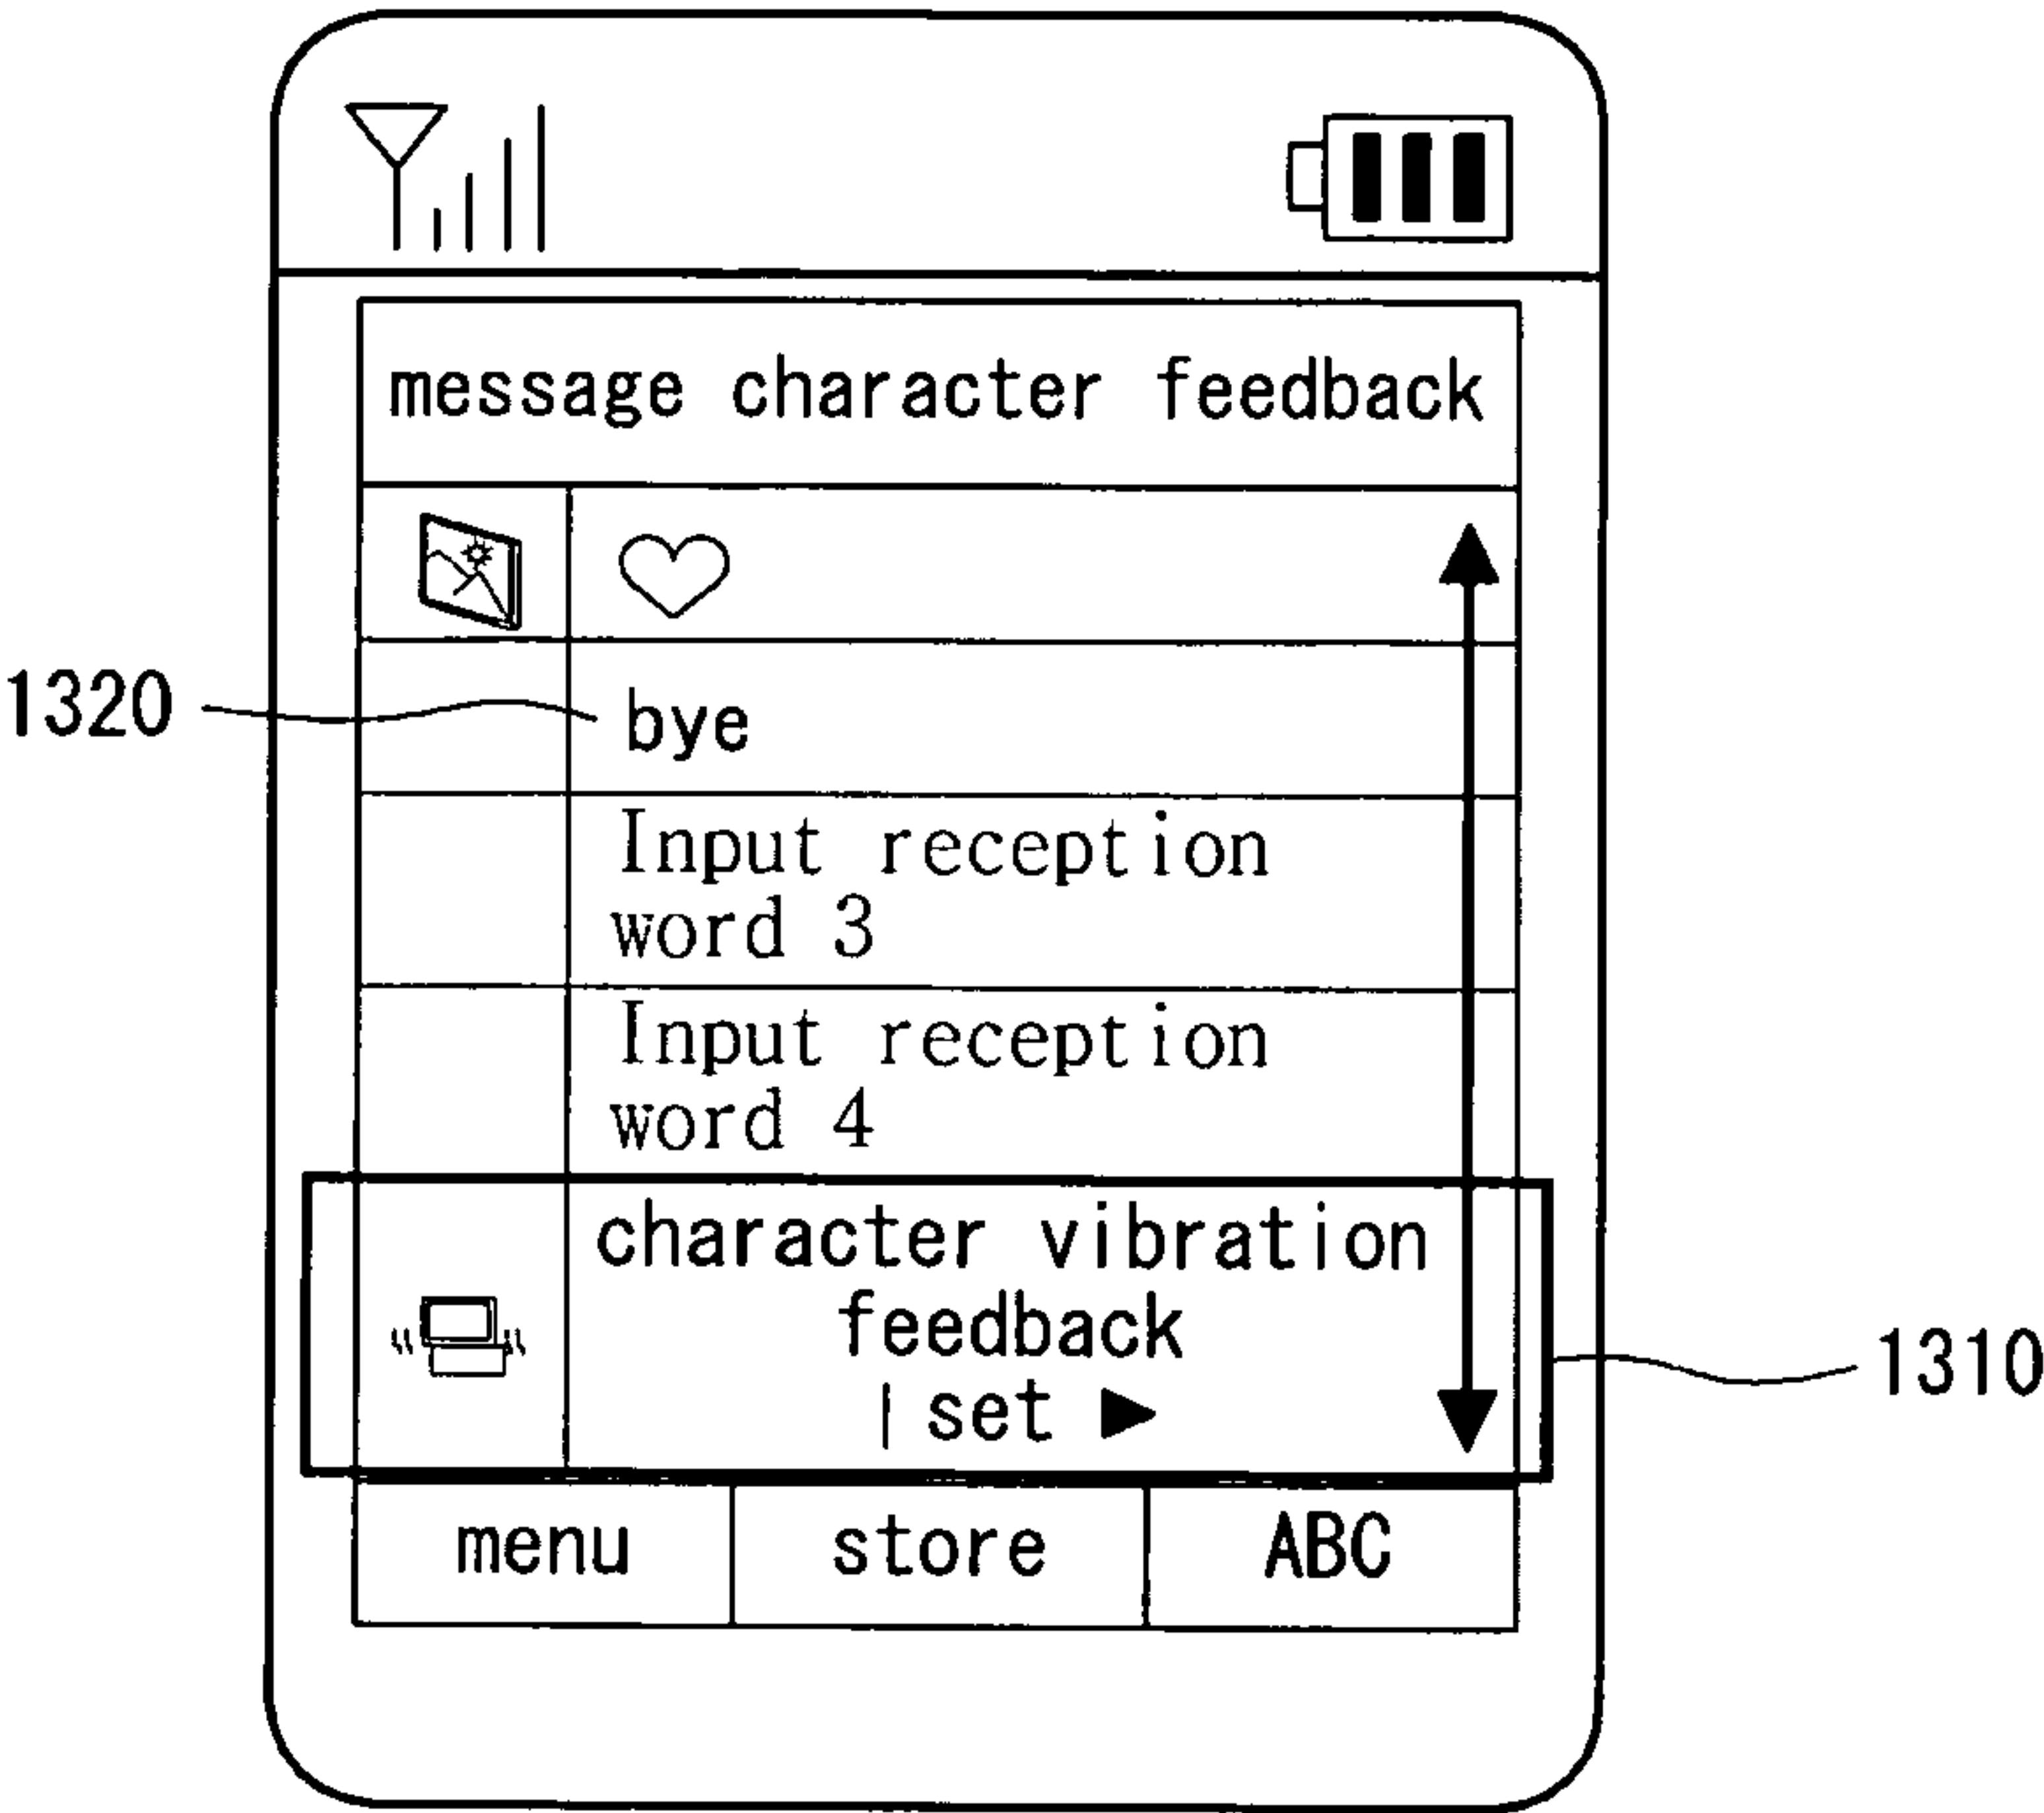 message character feedback
1320
bye
Input reception
word 3
Input reception
word 4
character vibration
feedback
| set ▶
1310
menu store ABC